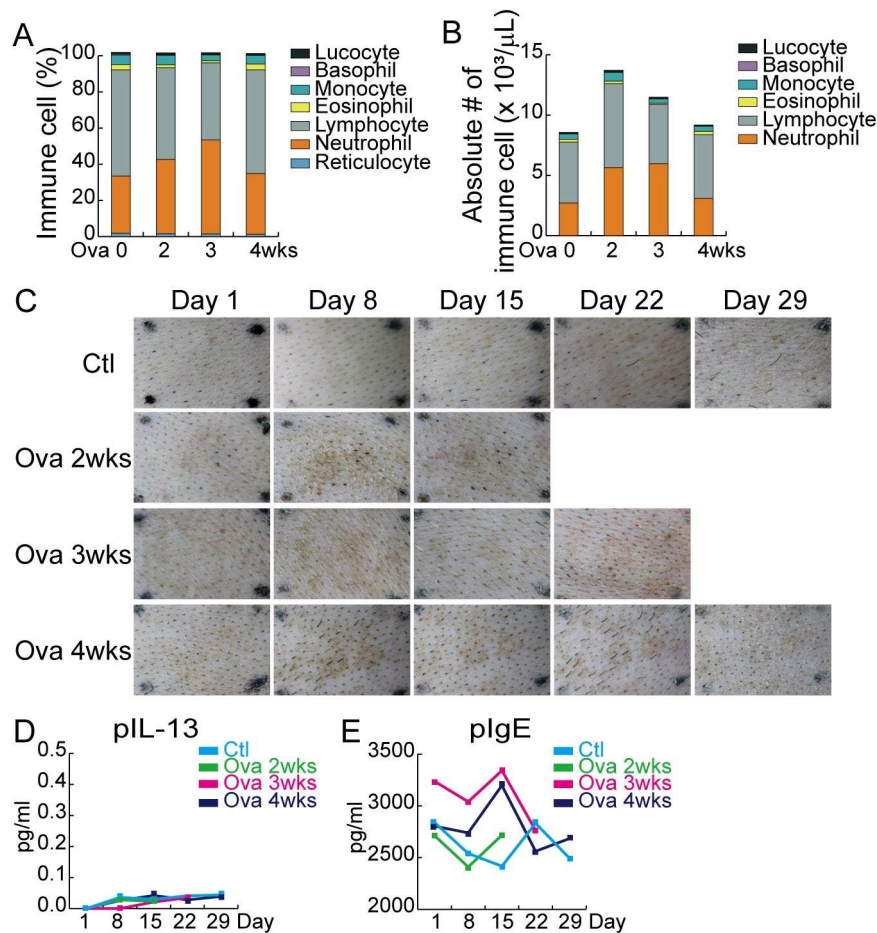 A
Immune cell (%)
100
80
60
40
20
0
Ova 0 2 3 4wks
Lucocyte
Basophil
Monocyte
Eosinophil
Lymphocyte
Neutrophil
Reticulocyte
B
Absolute # of
immune cell (x 10³/μL)
15
10
5
0
Ova 0 2 3 4wks
Lucocyte
Basophil
Monocyte
Eosinophil
Lymphocyte
Neutrophil
C
Day 1 Day 8 Day 15 Day 22 Day 29
Ctl
Ova 2wks
Ova 3wks
Ova 4wks
D
pIL-13
pg/ml
0.5
0.4
0.3
0.2
0.1
0.0
1 8 15 22 29 Day
Ctl
Ova 2wks
Ova 3wks
Ova 4wks
E
pIgE
pg/ml
3500
3000
2500
2000
1 8 15 22 29 Day
Ctl
Ova 2wks
Ova 3wks
Ova 4wks